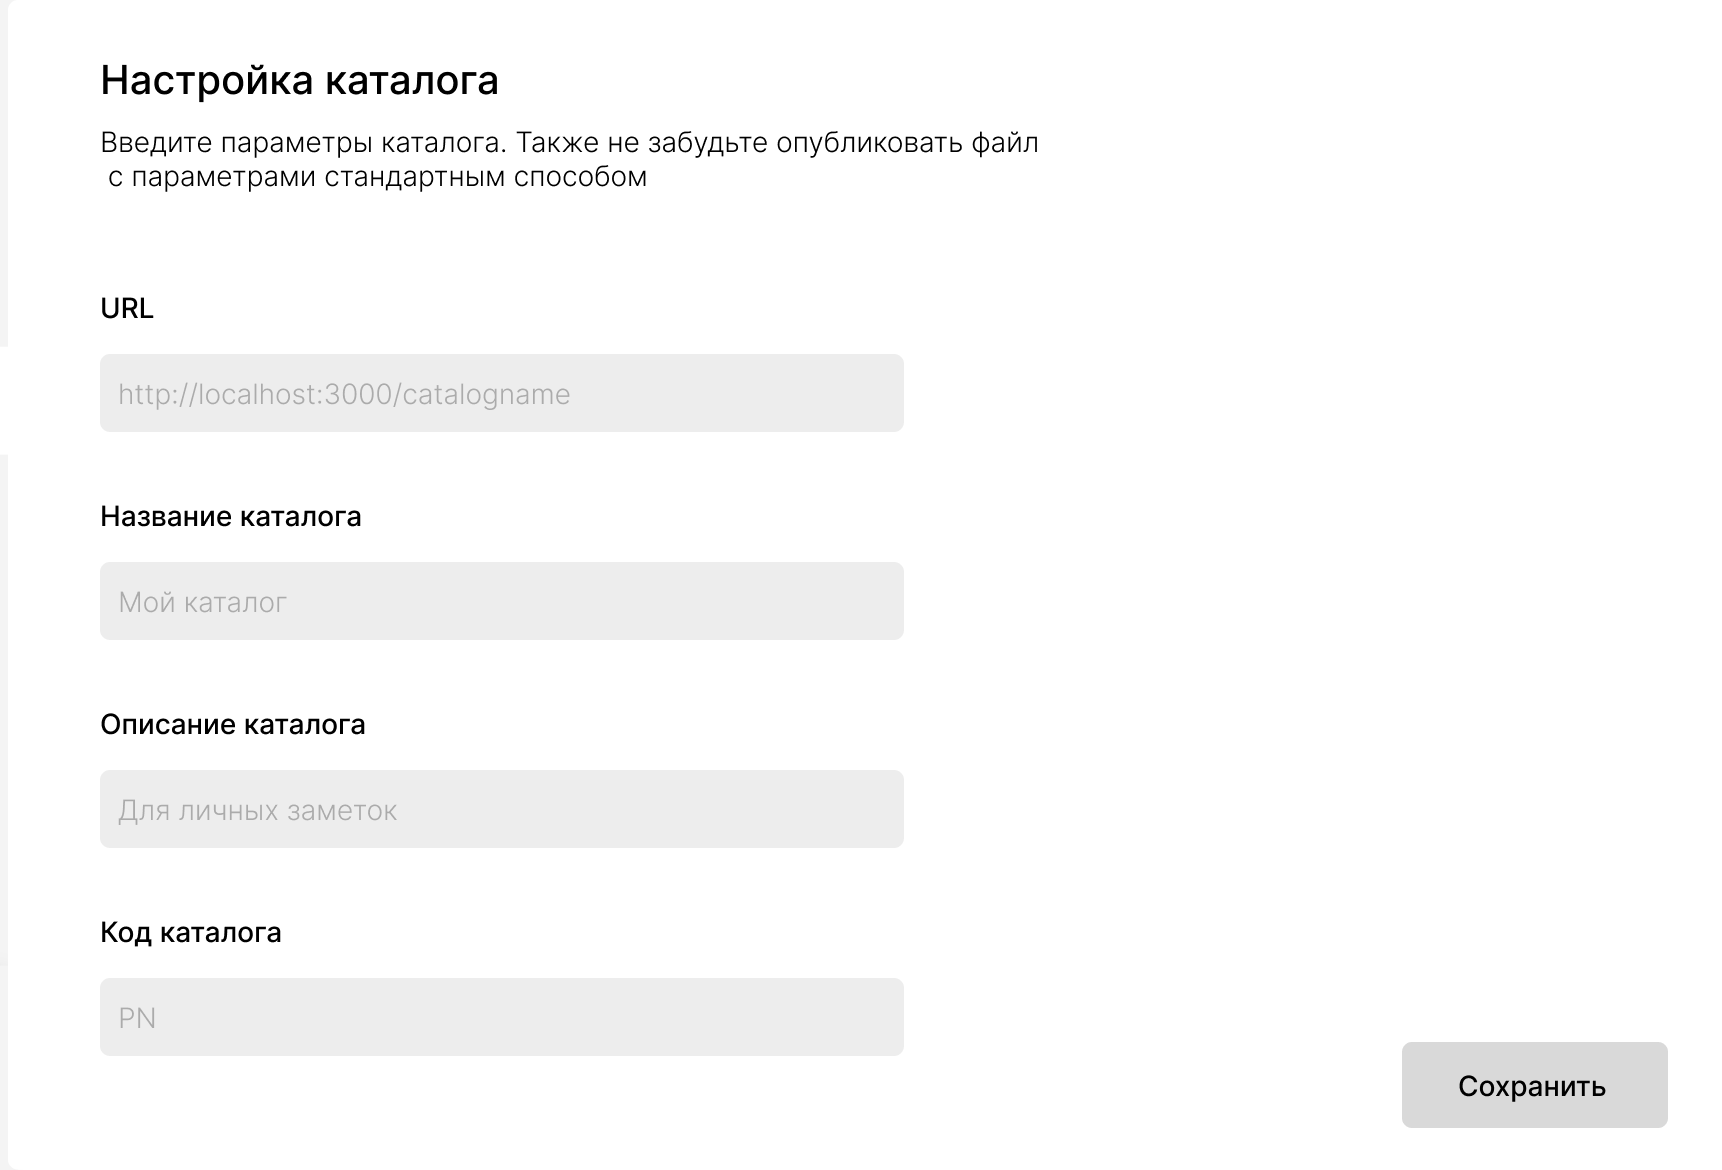 Настройка каталога
Введите параметры каталога. Также не забудьте опубликовать файл
с параметрами стандартным способом
URL
http://localhost:3000/catalogname
Название каталога
Мой каталог
Описание каталога
Для личных заметок
Код каталога
PN
Сохранить